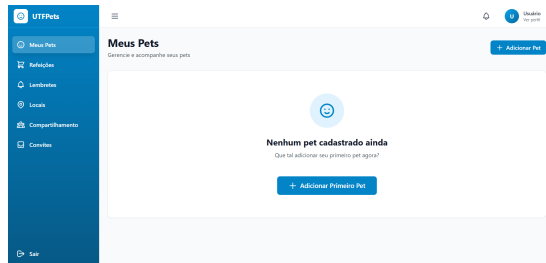 UTFPets
Meus Pets
Refeições
Lembretes
Locais
Compartilhamento
Convites
Sair
U
Usuário
Ver perfil
Meus Pets
Gerencie e acompanhe seus pets
+ Adicionar Pet
Nenhum pet cadastrado ainda
Que tal adicionar seu primeiro pet agora?
+ Adicionar Primeiro Pet